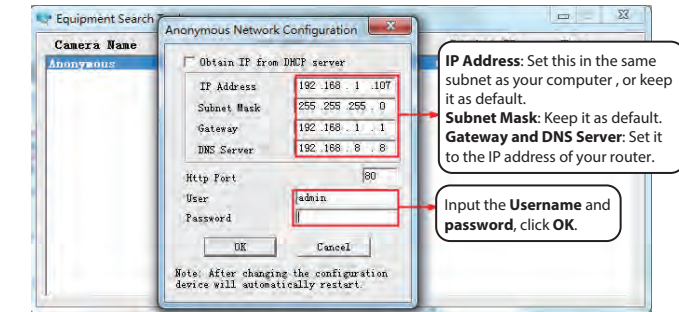 Equipment Search T
Anonymous Network
Configuration
Camera Name
Anonymous
Obtain IP from DHCP server
IP Address 192 .168 . 1 .107
Subnet Mask 255 .255 .255 . 0
Gateway 192 .168 . 1 . 1
DNS Server 192 .168 . 8 . 8
Http Port 80
User admin
Password
OK Cancel
Note: After changing the configuration
device will automatically restart.
IP Address: Set this in the same
subnet as your computer , or keep
it as default.
Subnet Mask: Keep it as default.
Gateway and DNS Server: Set it
to the IP address of your router.
Input the Username and
password, click OK.